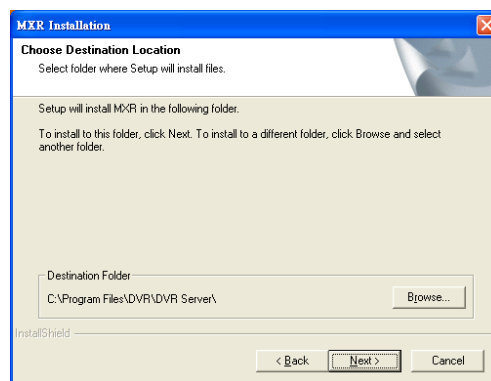 MXR Installation
Choose Destination Location
Select folder where Setup will install files.
Setup will install MXR in the following folder.
To install to this folder, click Next. To install to a different folder, click Browse and select
another folder.
Destination Folder
C:\Program Files\DVR\DVR Server\
Browse...
InstallShield
< Back
Next >
Cancel